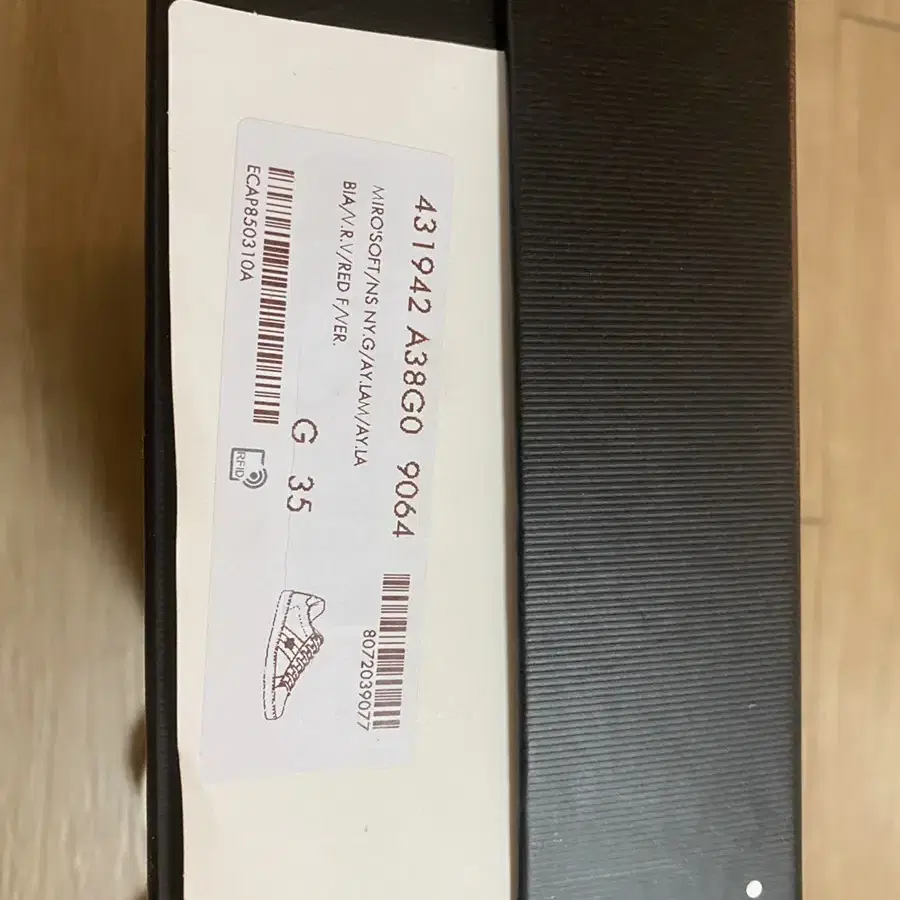 431942 A38G0 9064
8072039077
MIRO'SOFT/NS NY.G/AY.LAM/AY.LA
BIA/V.R.V/RED F/VER.
G 35
ECAP850310A
RFID